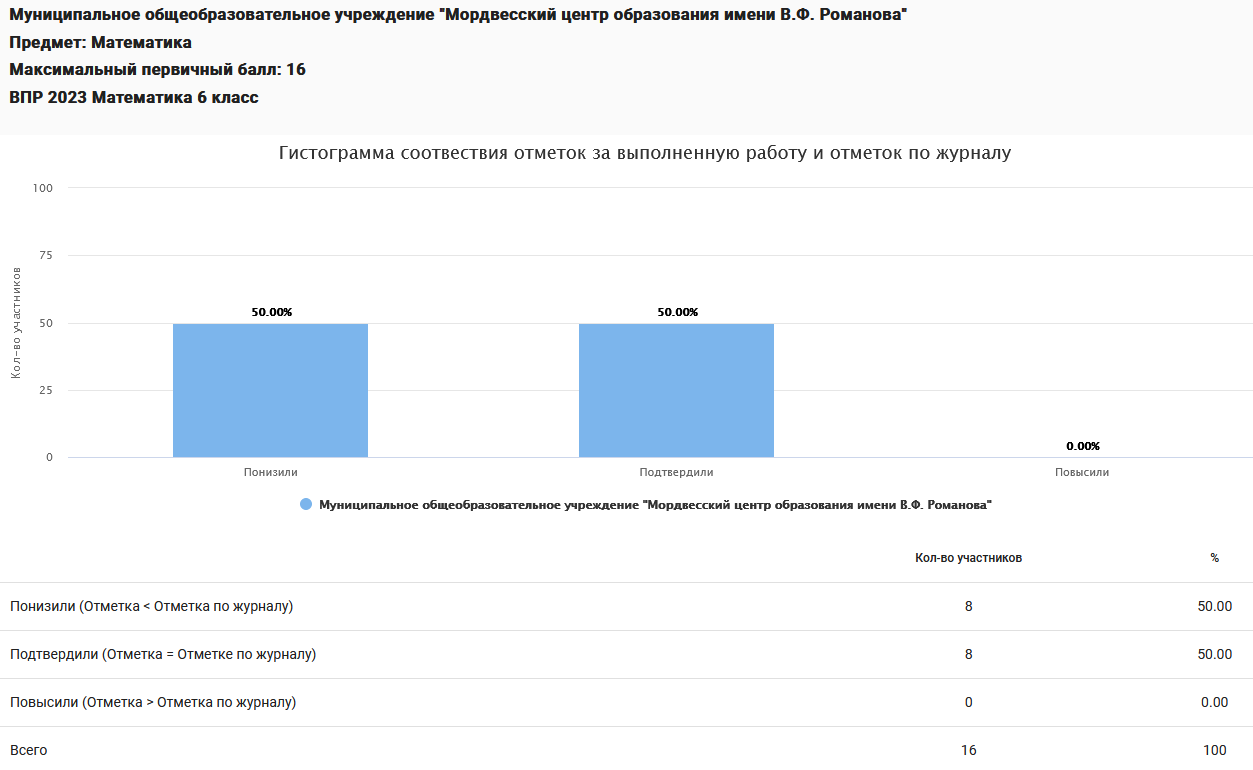 Муниципальное общеобразовательное учреждение "Мордвесский центр образования имени В.Ф. Романова"
Предмет: Математика
Максимальный первичный балл: 16
ВПР 2023 Математика 6 класс
Гистограмма соотвествия отметок за выполненную работу и отметок по журналу
Кол-во участников
100
75
50
25
0
50.00%
50.00%
0.00%
Понизили
Подтвердили
Повысили
Муниципальное общеобразовательное учреждение "Мордвесский центр образования имени В.Ф. Романова"
Кол-во участников %
Понизили (Отметка < Отметка по журналу) 8 50.00
Подтвердили (Отметка = Отметке по журналу) 8 50.00
Повысили (Отметка > Отметка по журналу) 0 0.00
Всего 16 100